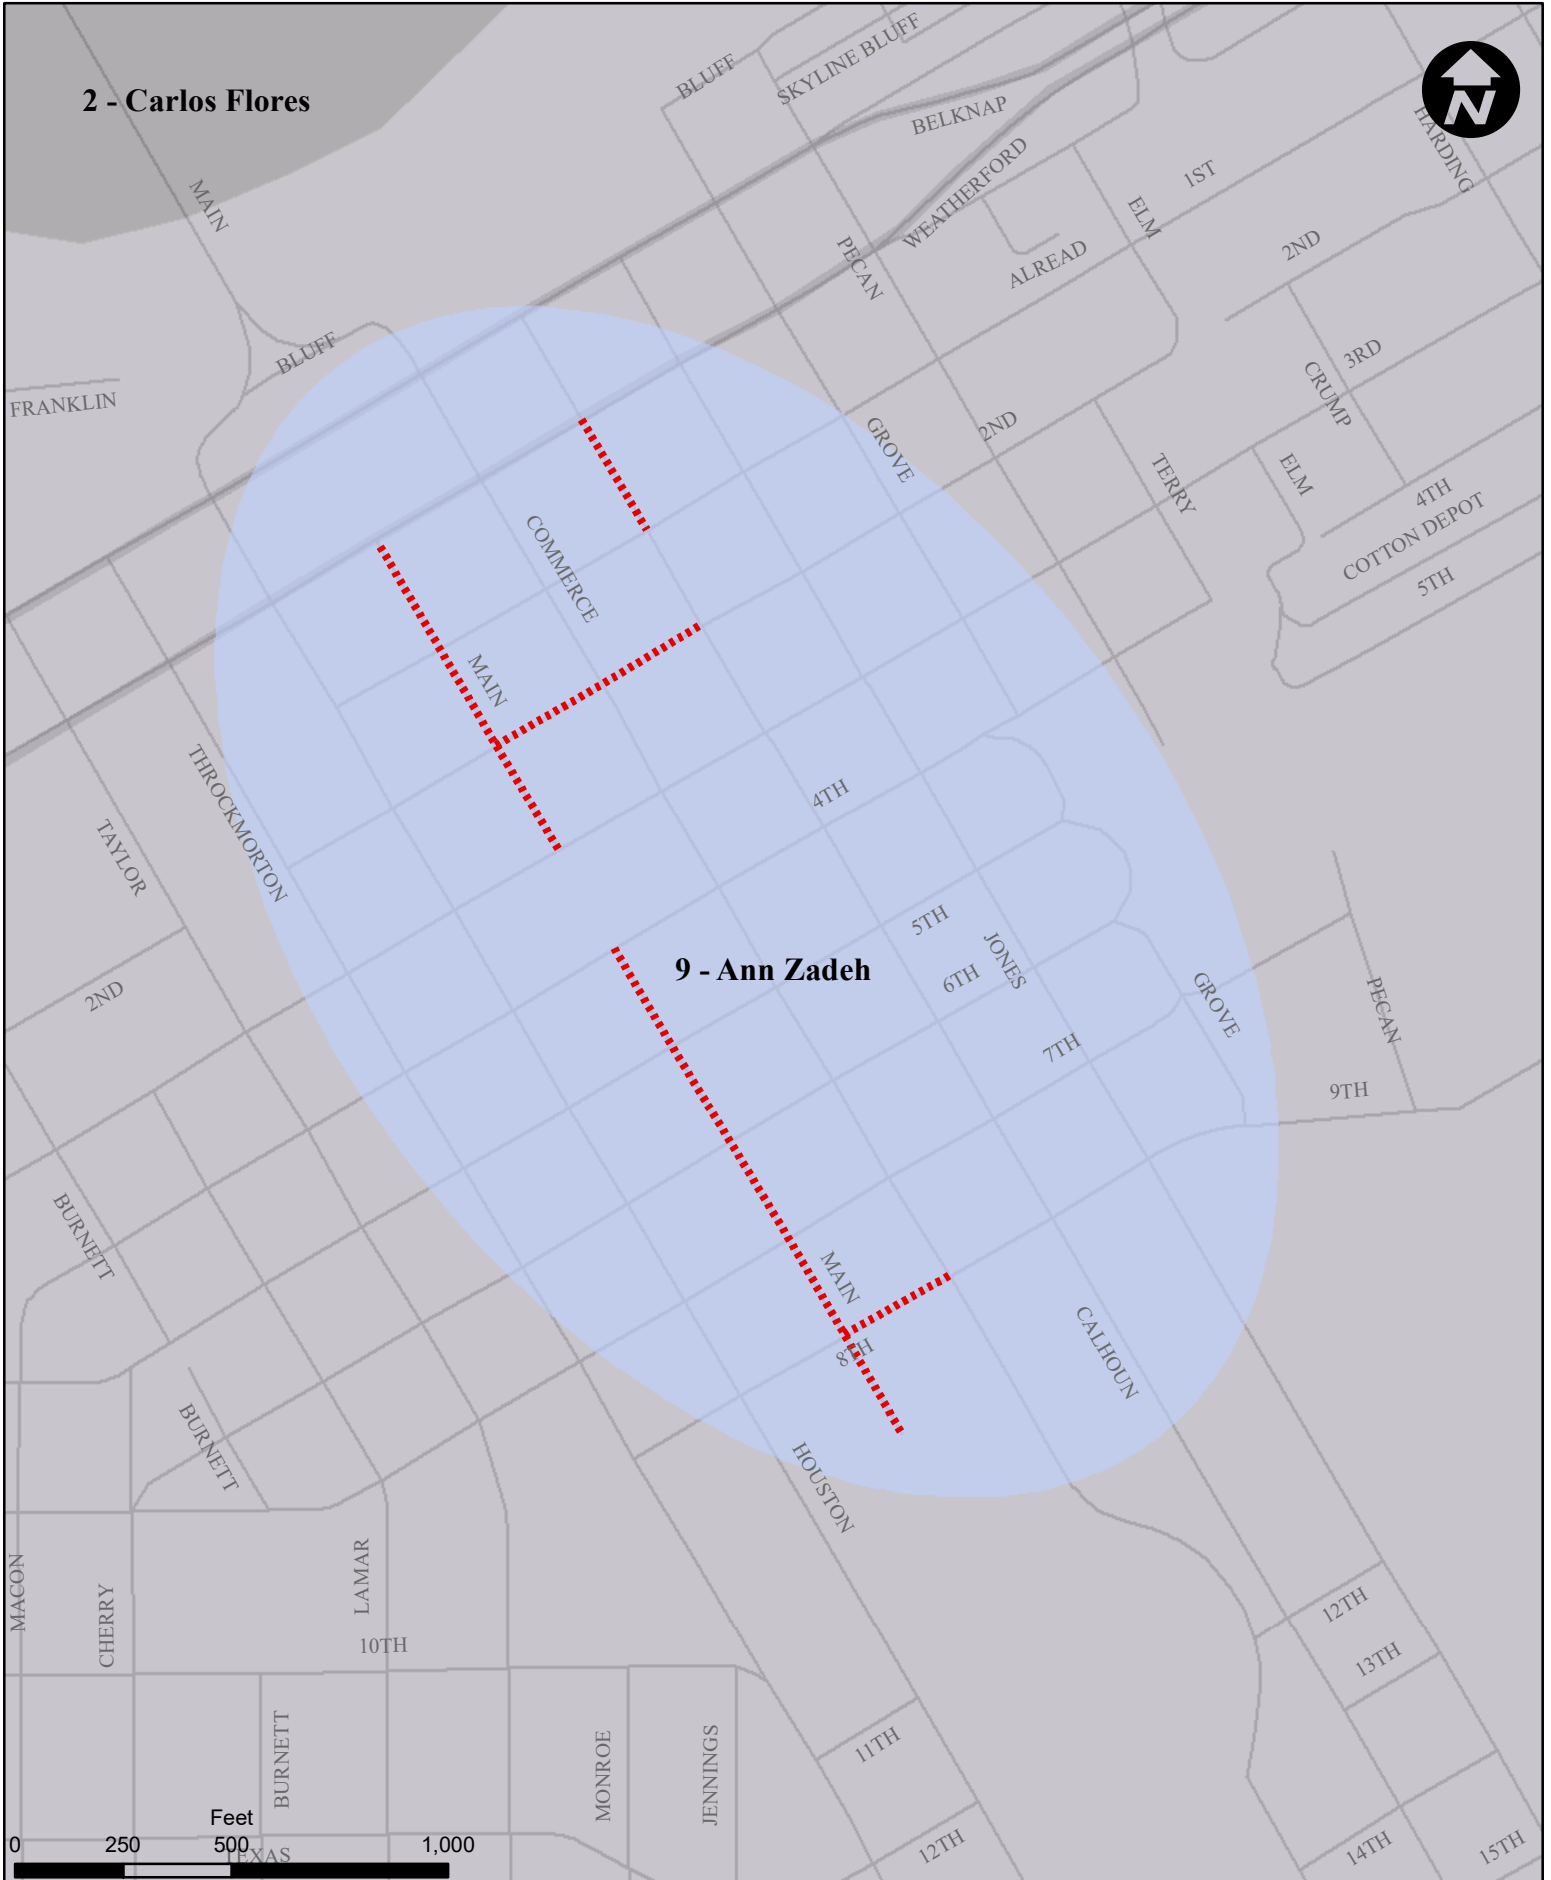 BLUFF
SKYLINE BLUFF
2 - Carlos Flores
N
BELKNAP
HARDING
WEATHERFORD
1ST
MAIN
ELM
2ND
PECAN
ALREAD
BLUFF
3RD
CRUMP
FRANKLIN
GROVE
2ND
ELM
TERRY
4TH
COTTON DEPOT
COMMERCE
5TH
MAIN
4TH
THROCKMORTON
TAYLOR
5TH
9 - Ann Zadeh
JONES
6TH
2ND
GROVE
PECAN
7TH
9TH
BURNETT
MAIN
8TH
CALHOUN
BURNETT
HOUSTON
MACON
CHERRY
LAMAR
12TH
10TH
13TH
BURNETT
MONROE
JENNINGS
11TH
Feet
0 250 500 1,000
TEXAS
12TH
14TH
15TH